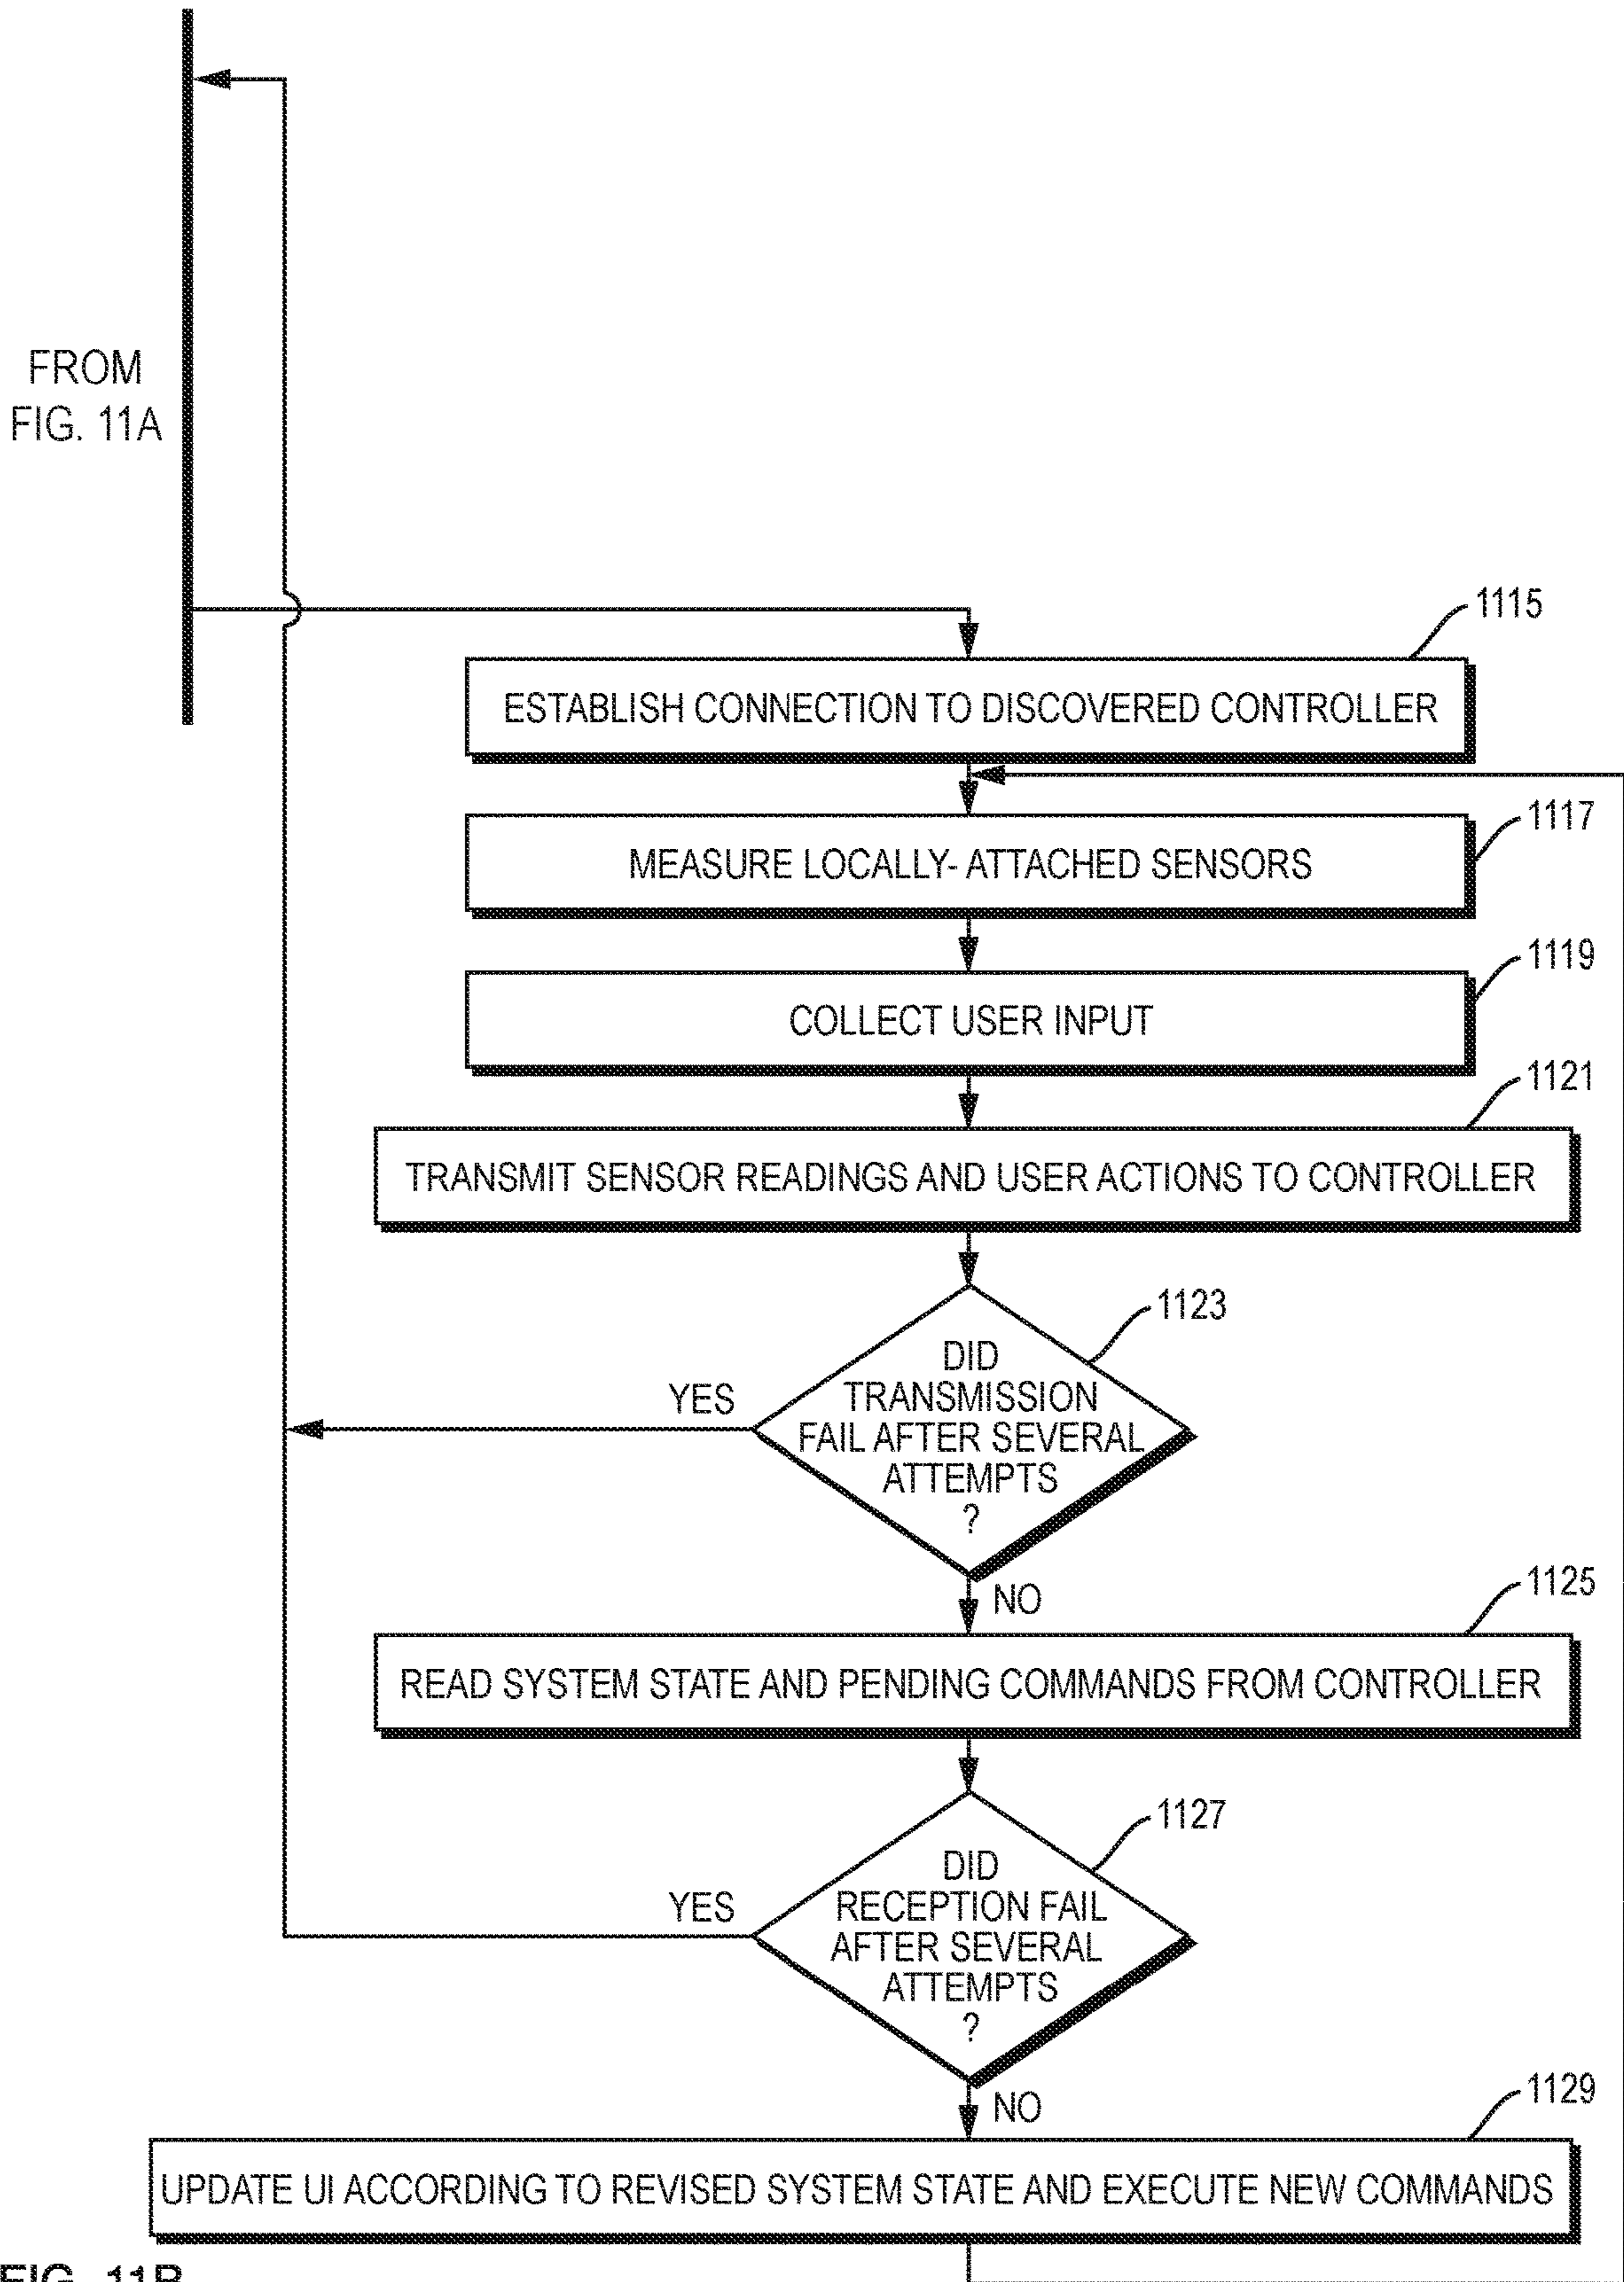 FROM
FIG. 11A
1115
ESTABLISH CONNECTION TO DISCOVERED CONTROLLER
1117
MEASURE LOCALLY- ATTACHED SENSORS
1119
COLLECT USER INPUT
1121
TRANSMIT SENSOR READINGS AND USER ACTIONS TO CONTROLLER
1123
DID
TRANSMISSION
FAIL AFTER SEVERAL
ATTEMPTS
?
YES
NO
1125
READ SYSTEM STATE AND PENDING COMMANDS FROM CONTROLLER
1127
DID
RECEPTION FAIL
AFTER SEVERAL
ATTEMPTS
?
YES
NO
1129
UPDATE UI ACCORDING TO REVISED SYSTEM STATE AND EXECUTE NEW COMMANDS
FIG. 11B